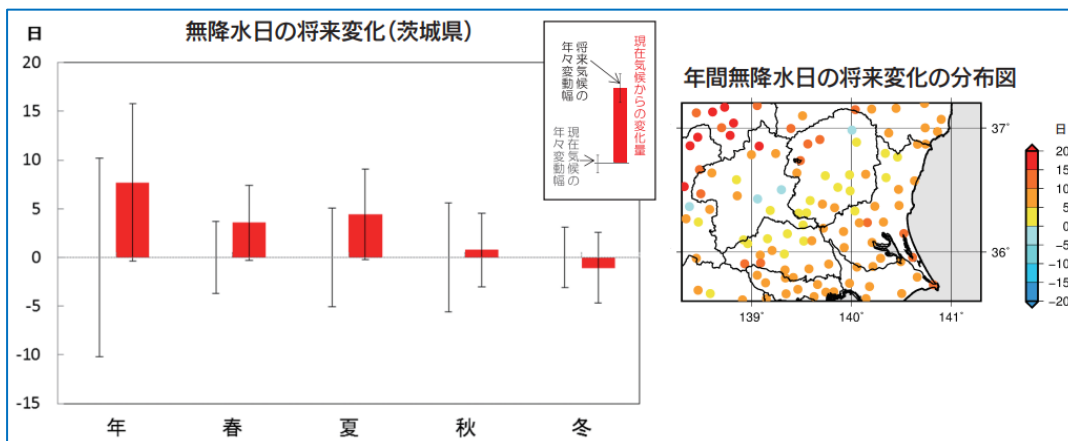 無降水日の将来変化(茨城県)
日
20
15
10
5
0
-5
-10
-15
年
春
夏
秋
冬
現在気候からの変化量
将来気候の
年々変動幅
現在気候の
年々変動幅
年間無降水日の将来変化の分布図
37°
36°
139°
140°
141°
日
20
15
10
5
0
-5
-10
-15
-20